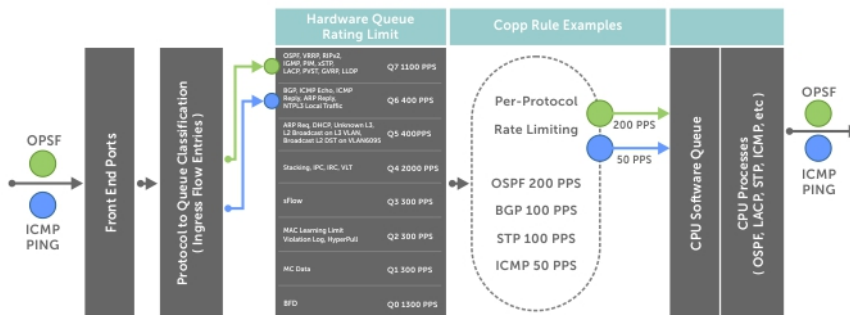 Hardware Queue
Rating Limit
Copp Rule Examples
OPSF
ICMP
PING
Front End Ports
Protocol to Queue Classification
( Ingress Flow Entries)
OSPF, VRRP, RIPv2,
IGMP, PIM, xSTP,
LACP, PVST, GVRP, LLDP
Q7 1100 PPS
BGP, ICMP Echo, ICMP
Reply, ARP Reply,
NTPL3 Local Traffic
Q6 400 PPS
ARP Req, DHCP, Unknown L3,
L2 Broadcast on L3 VLAN,
Broadcast L2 DST on VLAN6095
Q5 400PPS
Stacking, IPC, IRC, VLT
Q4 2000 PPS
sFlow
Q3 300 PPS
MAC Learning Limit
Violation Log, HyperPull
Q2 300 PPS
MC Data
Q1 300 PPS
BFD
Q0 1300 PPS
Per-Protocol
Rate Limiting
OSPF 200 PPS
BGP 100 PPS
STP 100 PPS
ICMP 50 PPS
200 PPS
50 PPS
CPU Software Queue
CPU Processes
( OSPF, LACP, STP, ICMP, etc )
OPSF
ICMP
PING